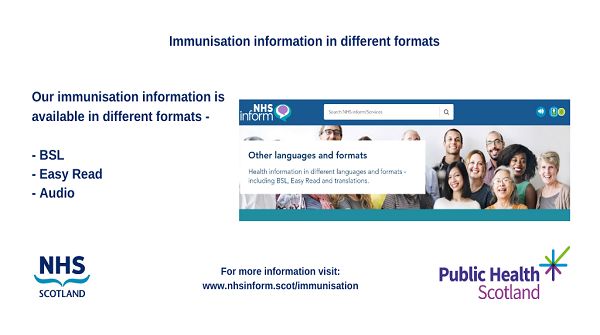 Immunisation information in different formats
Our immunisation information is
available in different formats -
- BSL
- Easy Read
- Audio
NHS
inform
Search NHS inform/Services
Other languages and formats
Health information in different languages and formats -
including BSL, Easy Read and translations.
NHS
SCOTLAND
For more information visit:
www.nhsinform.scot/immunisation
Public Health
Scotland